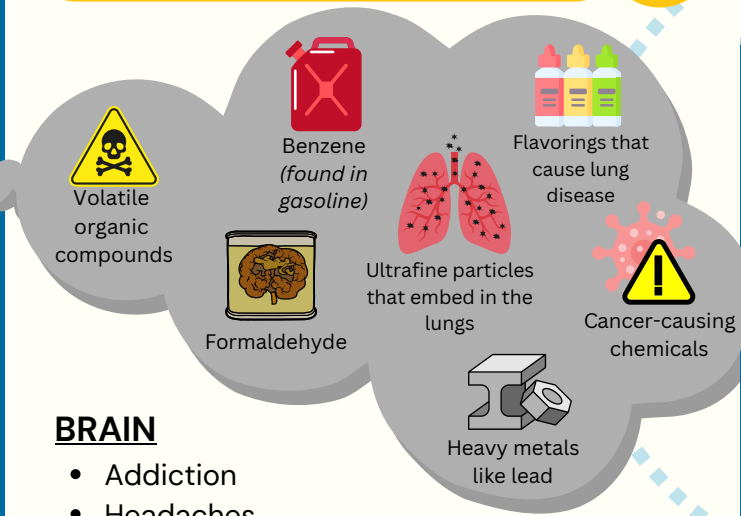 Volatile
organic
compounds
Benzene
(found in
gasoline)
Flavorings that
cause lung
disease
Formaldehyde
Ultrafine particles
that embed in the
lungs
Cancer-causing
chemicals
Heavy metals
like lead
BRAIN
• Addiction
• Headaches